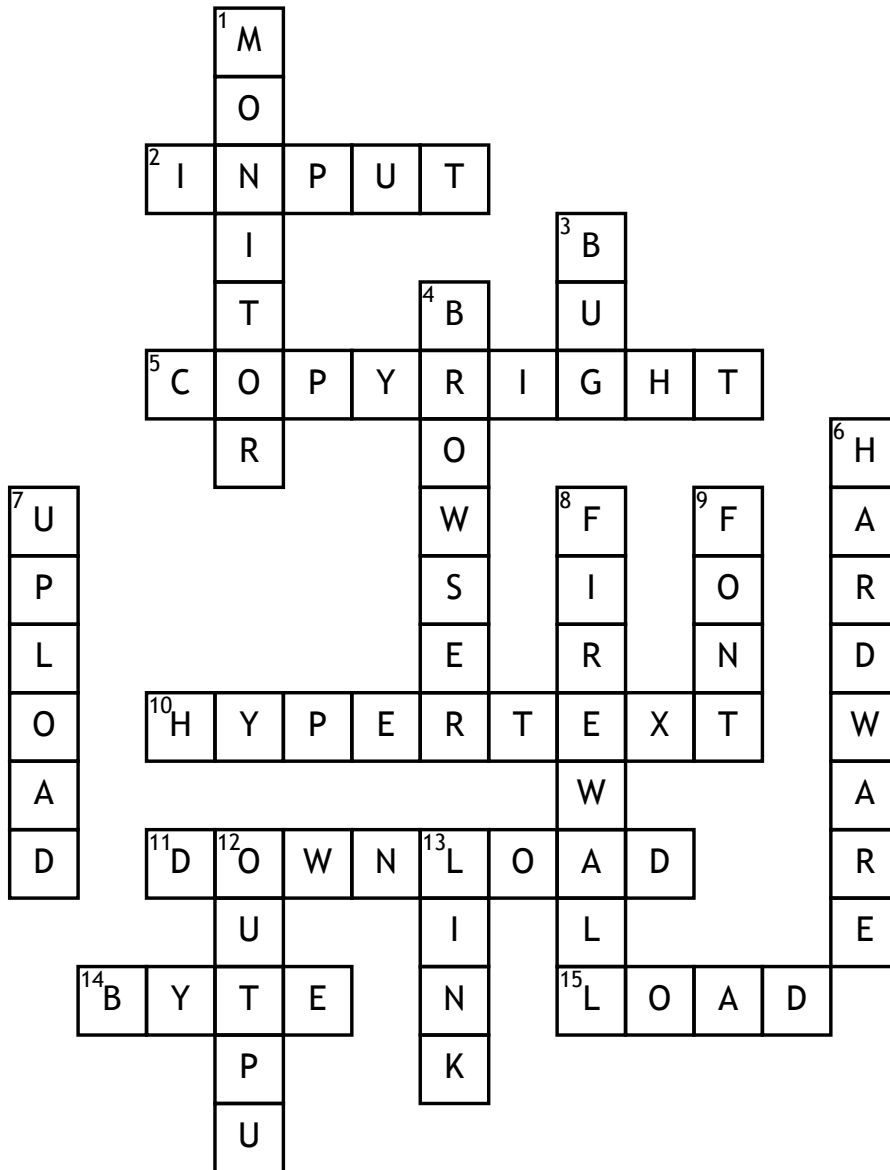 1 M
O
2 I N P U T
I 3 B
T 4 B U
5 C O P Y R I G H T
R O 6 H
7 U W 8 F 9 F A
P S I O R
L E R N D
O 10 H Y P E R T E X T W
A W A
D 11 D 12 O W N 13 L O A D R
U I L E
14 B Y T E N 15 L O A D
P K
U